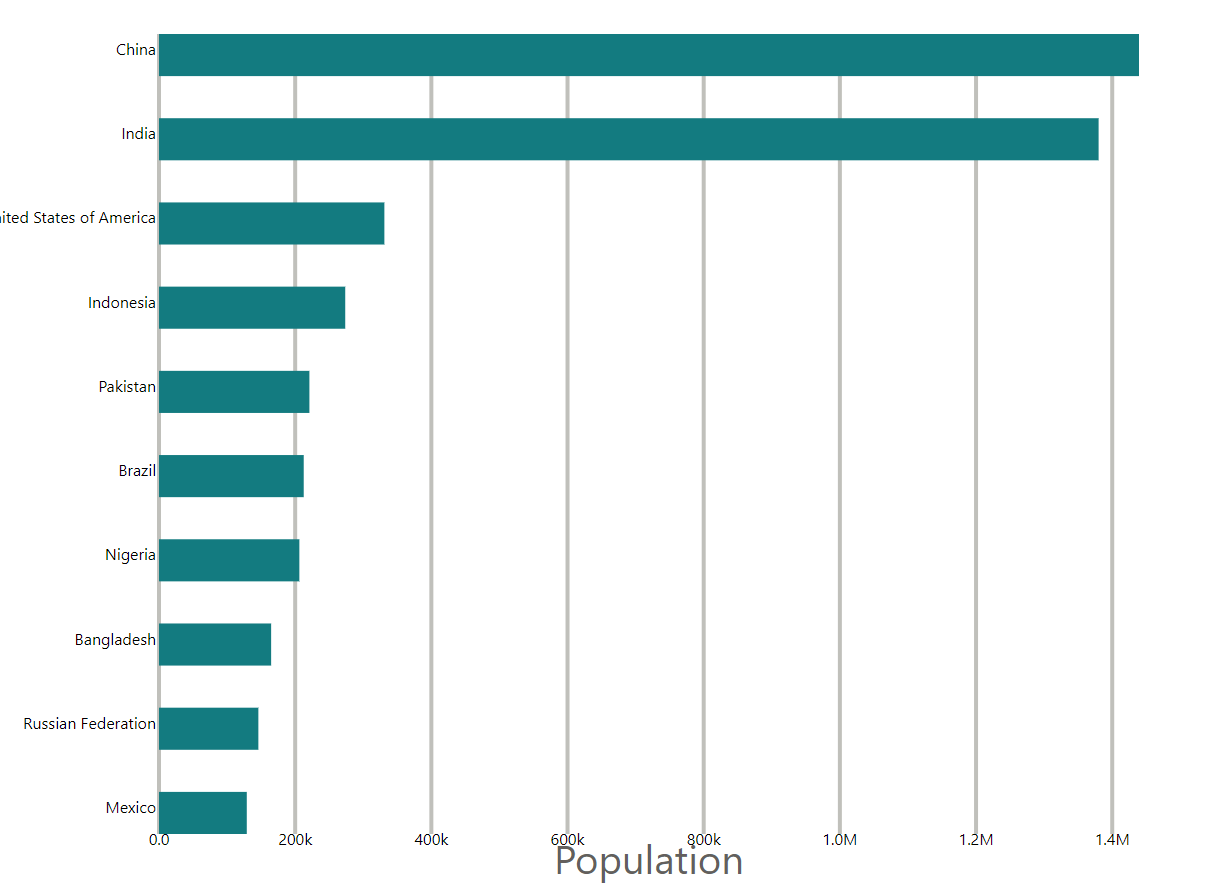 China
India
ited States of America
Indonesia
Pakistan
Brazil
Nigeria
Bangladesh
Russian Federation
Mexico
0.0 200k 400k 600k 800k 1.0M 1.2M 1.4M
Population